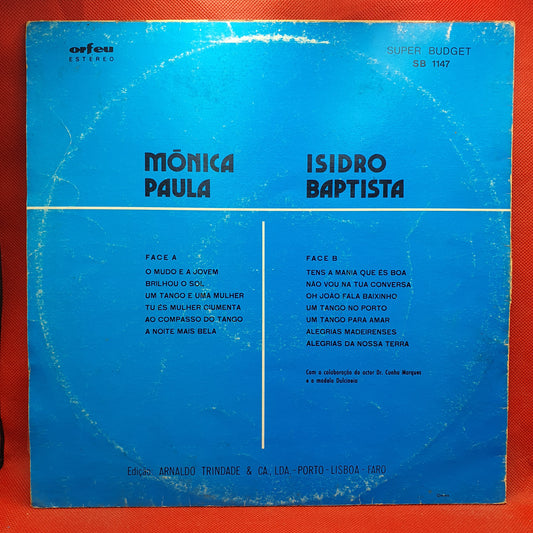 orfeu
ESTEREO
SUPER BUDGET
SB 1147
MÔNICA
PAULA
ISIDRO
BAPTISTA
FACE A
O MUDO E A JOVEM
BRILHOU O SOL
UM TANGO E UMA MULHER
TU ÉS MULHER CIUMENTA
AO COMPASSO DO TANGO
A NOITE MAIS BELA
FACE B
TENS A MANIA QUE ÉS BOA
NÃO VOU NA TUA CONVERSA
OH JOÃO FALA BAIXINHO
UM TANGO NO PORTO
UM TANGO PARA AMAR
ALEGRIAS MADEIRENSES
ALEGRIAS DA NOSSA TERRA
Com a colaboração do actor Dr. Cunha Marques
e a modelo Dulcineia
Edição: ARNALDO TRINDADE & CA., LDA. - PORTO - LISBOA - FARO